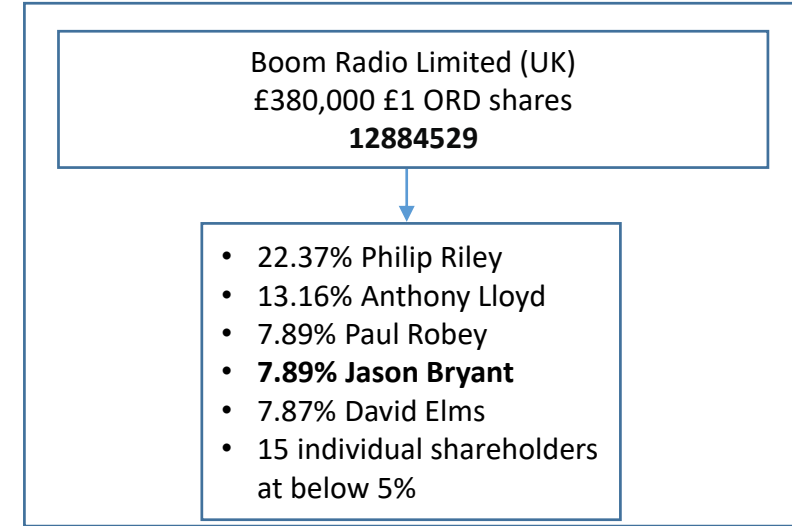 Boom Radio Limited (UK)
£380,000 £1 ORD shares
12884529
• 22.37% Philip Riley
• 13.16% Anthony Lloyd
• 7.89% Paul Robey
• 7.89% Jason Bryant
• 7.87% David Elms
• 15 individual shareholders
at below 5%